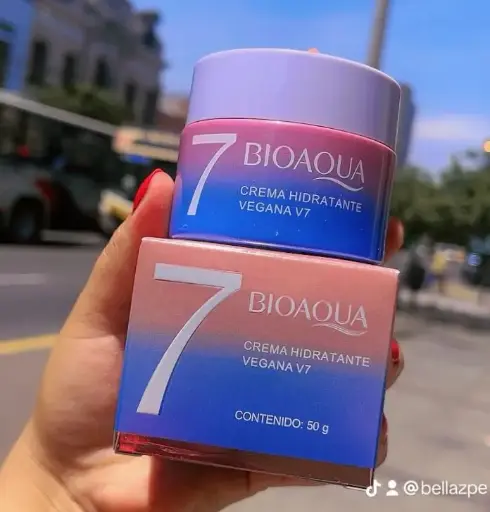 7
BIOAQUA
CREMA HIDRATANTE
VEGANA V7
7
BIOAQUA
CREMA HIDRATANTE
VEGANA V7
CONTENIDO: 50 g
@bellazpe